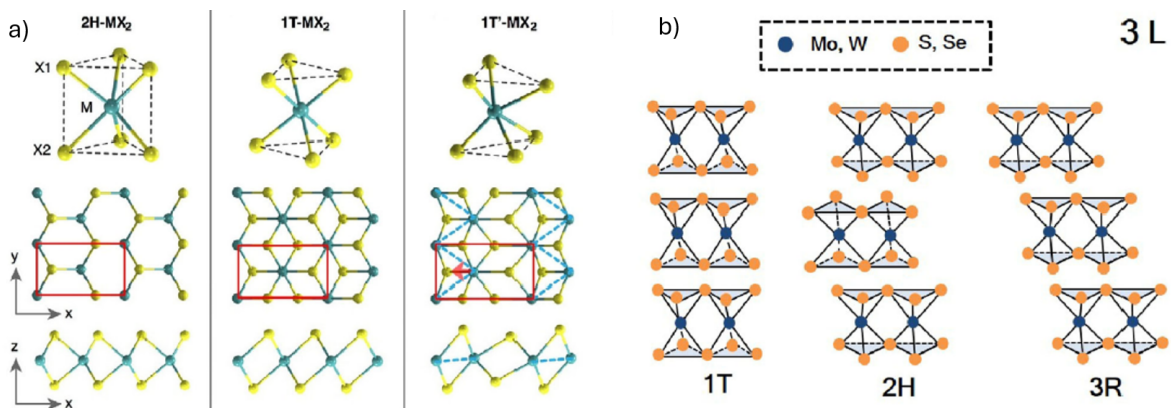 a)
2H-MX₂
1T-MX₂
1T'-MX₂
X1
M
X2
y
x
z
x
b)
Mo, W
S, Se
3 L
1T
2H
3R